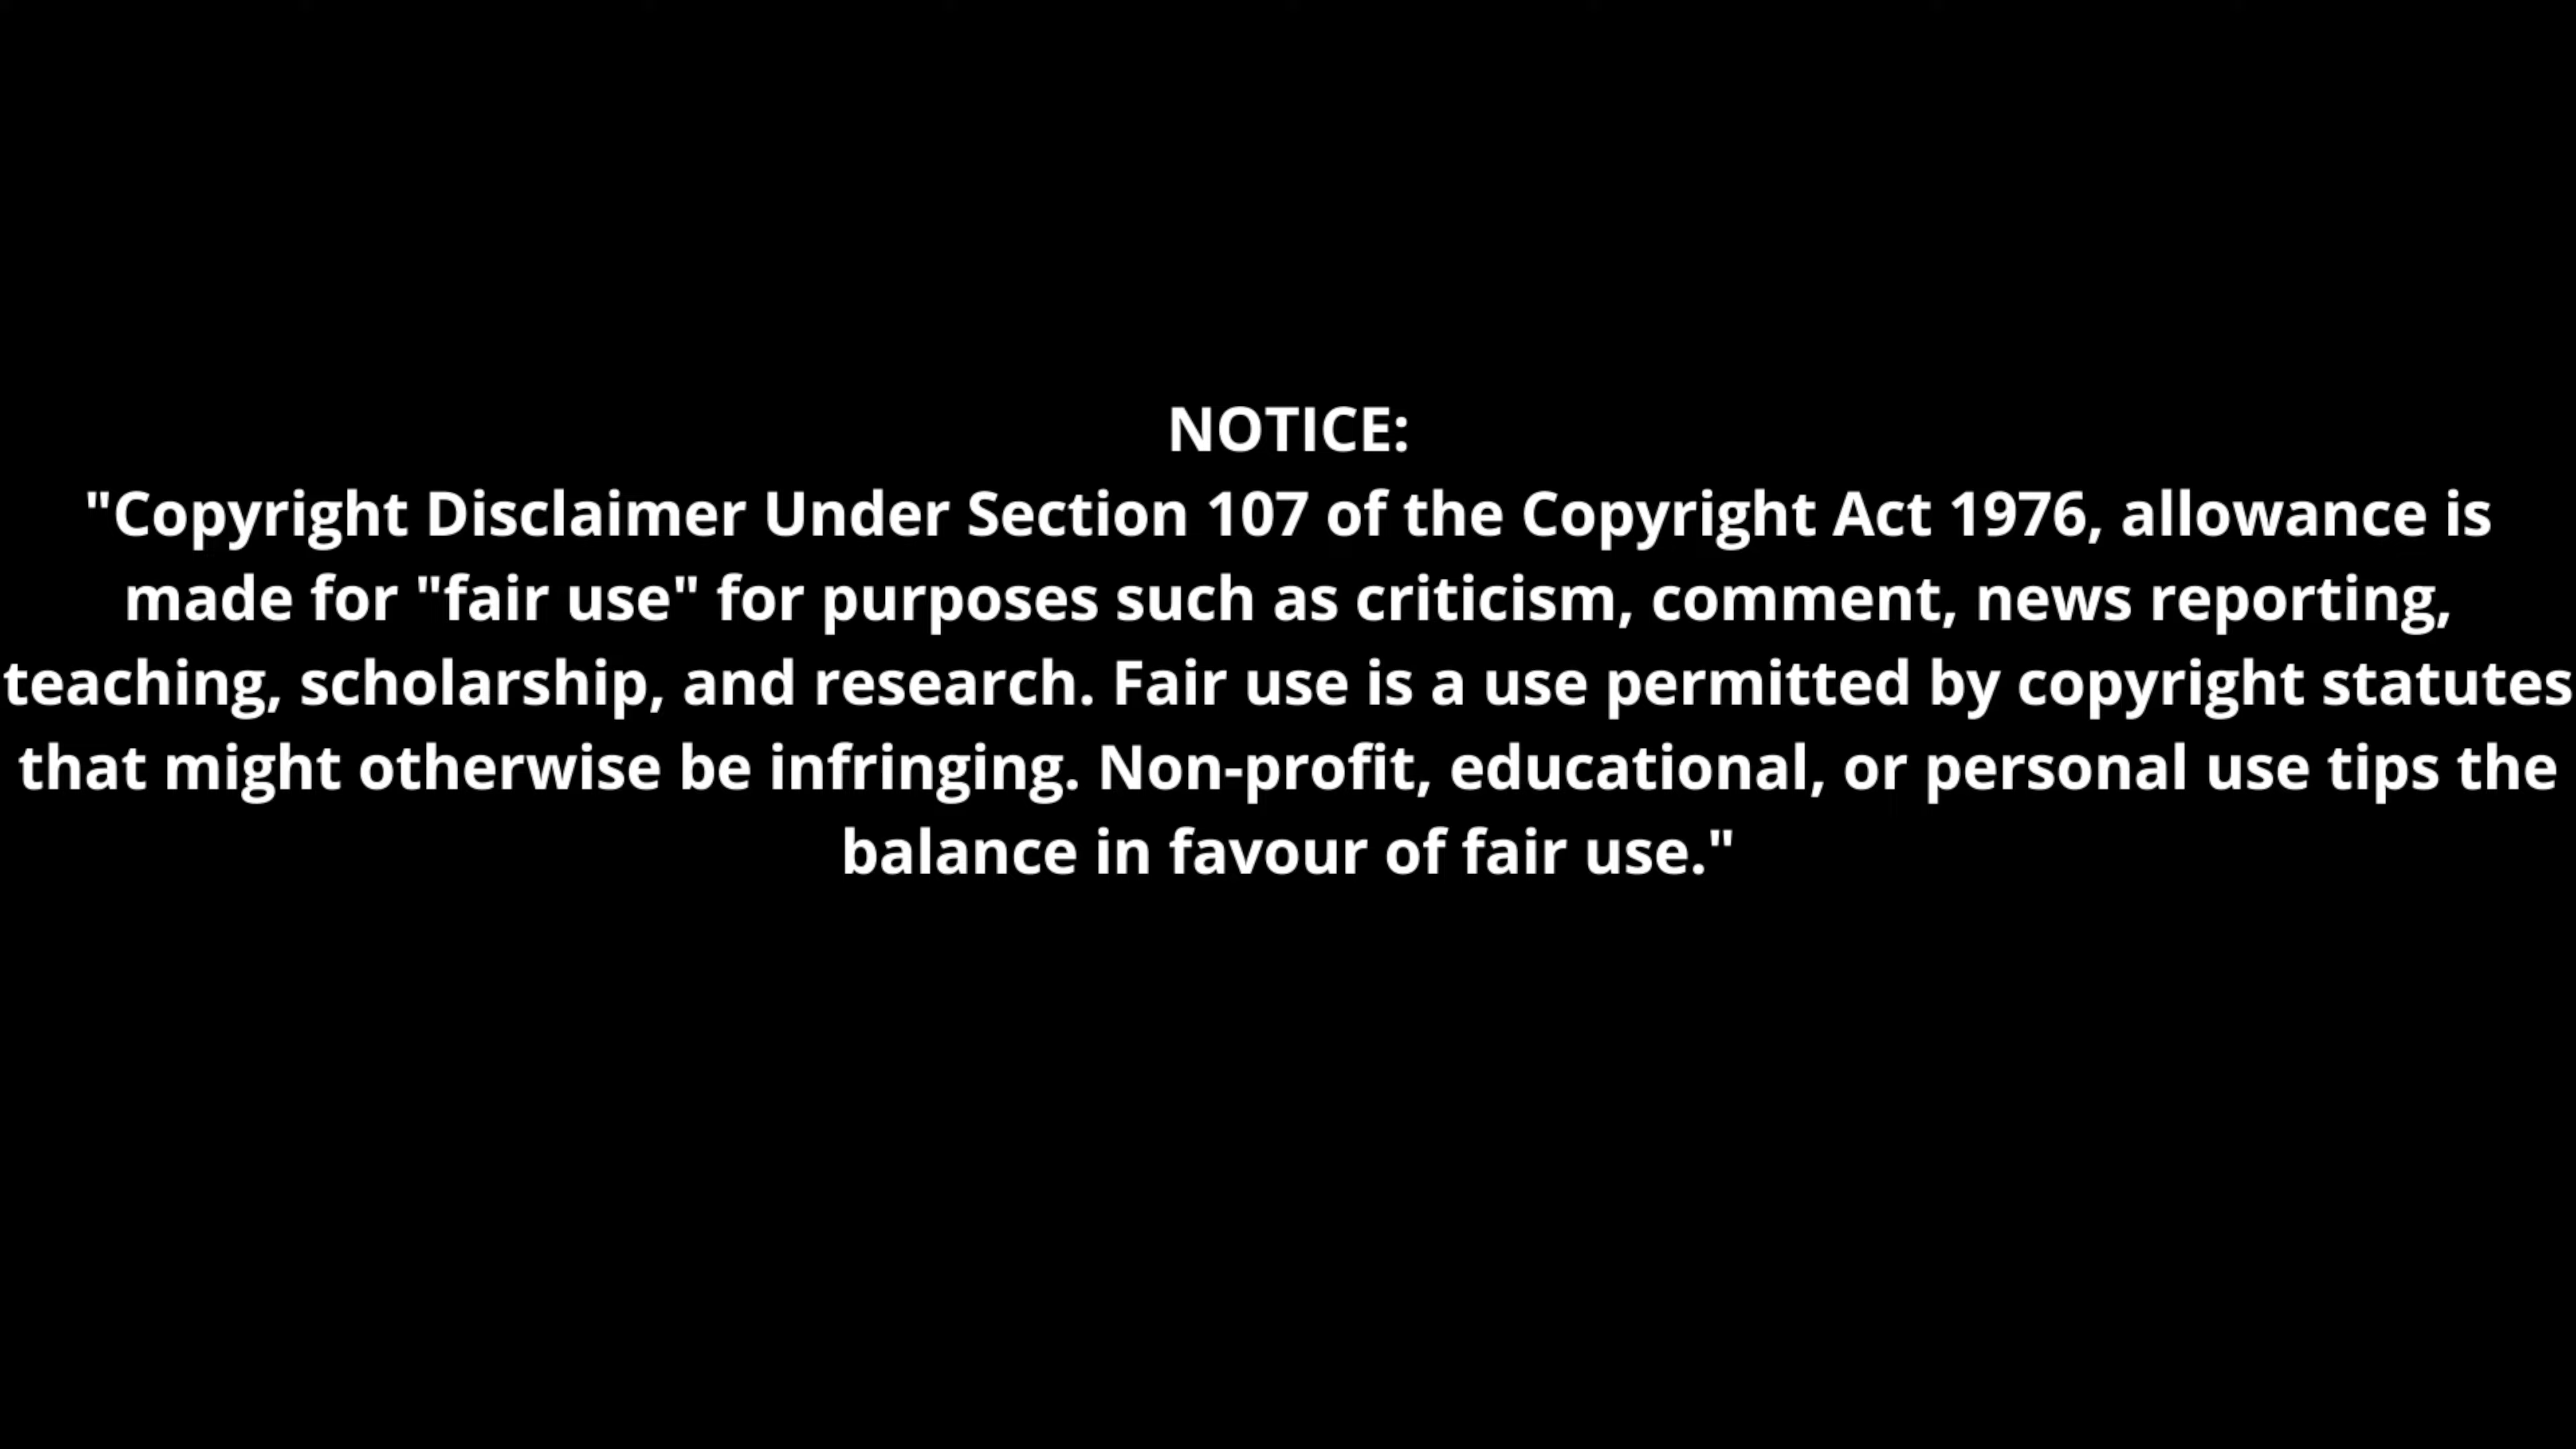 NOTICE:
"Copyright Disclaimer Under Section 107 of the Copyright Act 1976, allowance is
made for "fair use" for purposes such as criticism, comment, news reporting,
teaching, scholarship, and research. Fair use is a use permitted by copyright statutes
that might otherwise be infringing. Non-profit, educational, or personal use tips the
balance in favour of fair use."